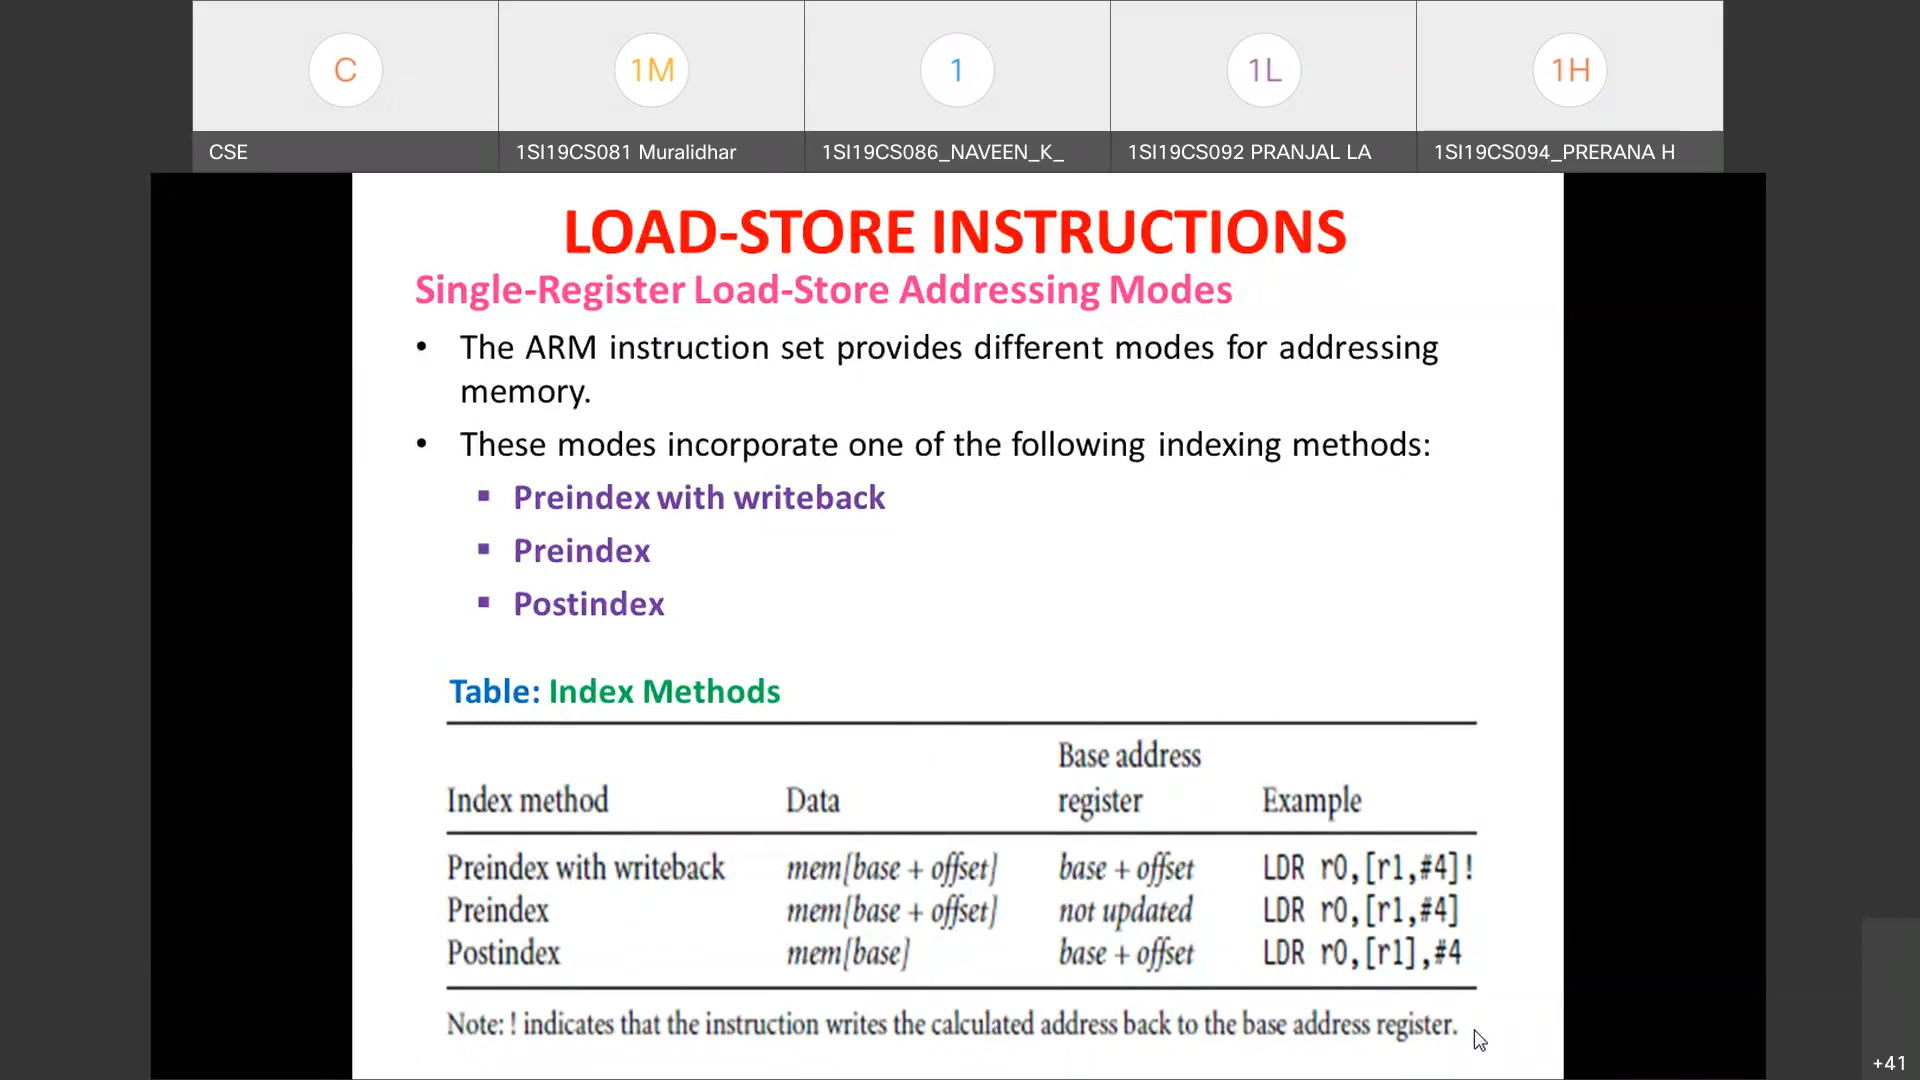 C
1M
1
1L
1H
CSE
1SI19CS081 Muralidhar
1SI19CS086_NAVEEN_K_
1SI19CS092 PRANJAL LA
1SI19CS094_PRERANA H
LOAD-STORE INSTRUCTIONS
Single-Register Load-Store Addressing Modes
• The ARM instruction set provides different modes for addressing
memory.
• These modes incorporate one of the following indexing methods:
▪ Preindex with writeback
▪ Preindex
▪ Postindex
Table: Index Methods
Base address
Index method Data register Example
Preindex with writeback mem[base + offset] base + offset LDR r0,[r1,#4]!
Preindex mem[base + offset] not updated LDR r0,[r1,#4]
Postindex mem[base] base + offset LDR r0,[r1],#4
Note: ! indicates that the instruction writes the calculated address back to the base address register.
+41